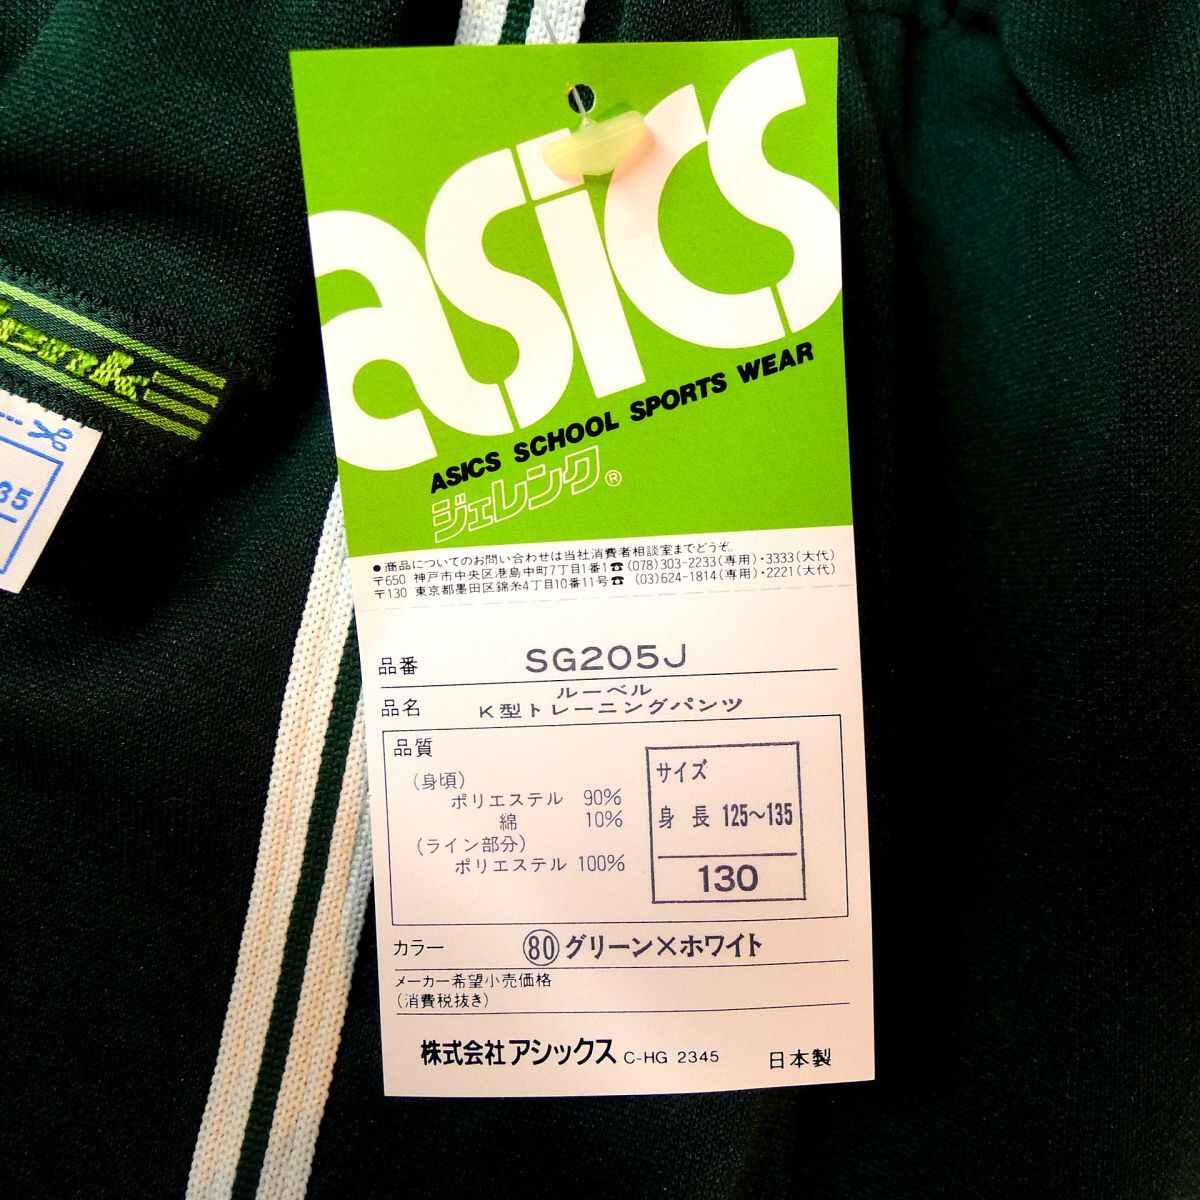 asics
ASICS SCHOOL SPORTS WEAR
ジェレンク®
●商品についてのお問い合わせは当社消費者相談室までどうぞ。
〒650 神戸市中央区港島中町7丁目1番1☎(078)303-2233(専用)・3333(大代)
〒130 東京都墨田区錦糸4丁目10番11号☎ (03)624-1814(専用)・2221(大代)
品番 SG205J
ルーベル
品名 K型トレーニングパンツ
品質
(身頃)
ポリエステル 90%
綿 10%
(ライン部分)
ポリエステル 100%
サイズ
身長 125〜135
130
カラー ㊿グリーン×ホワイト
メーカー希望小売価格
(消費税抜き)
株式会社アシックス C-HG 2345 日本製
35